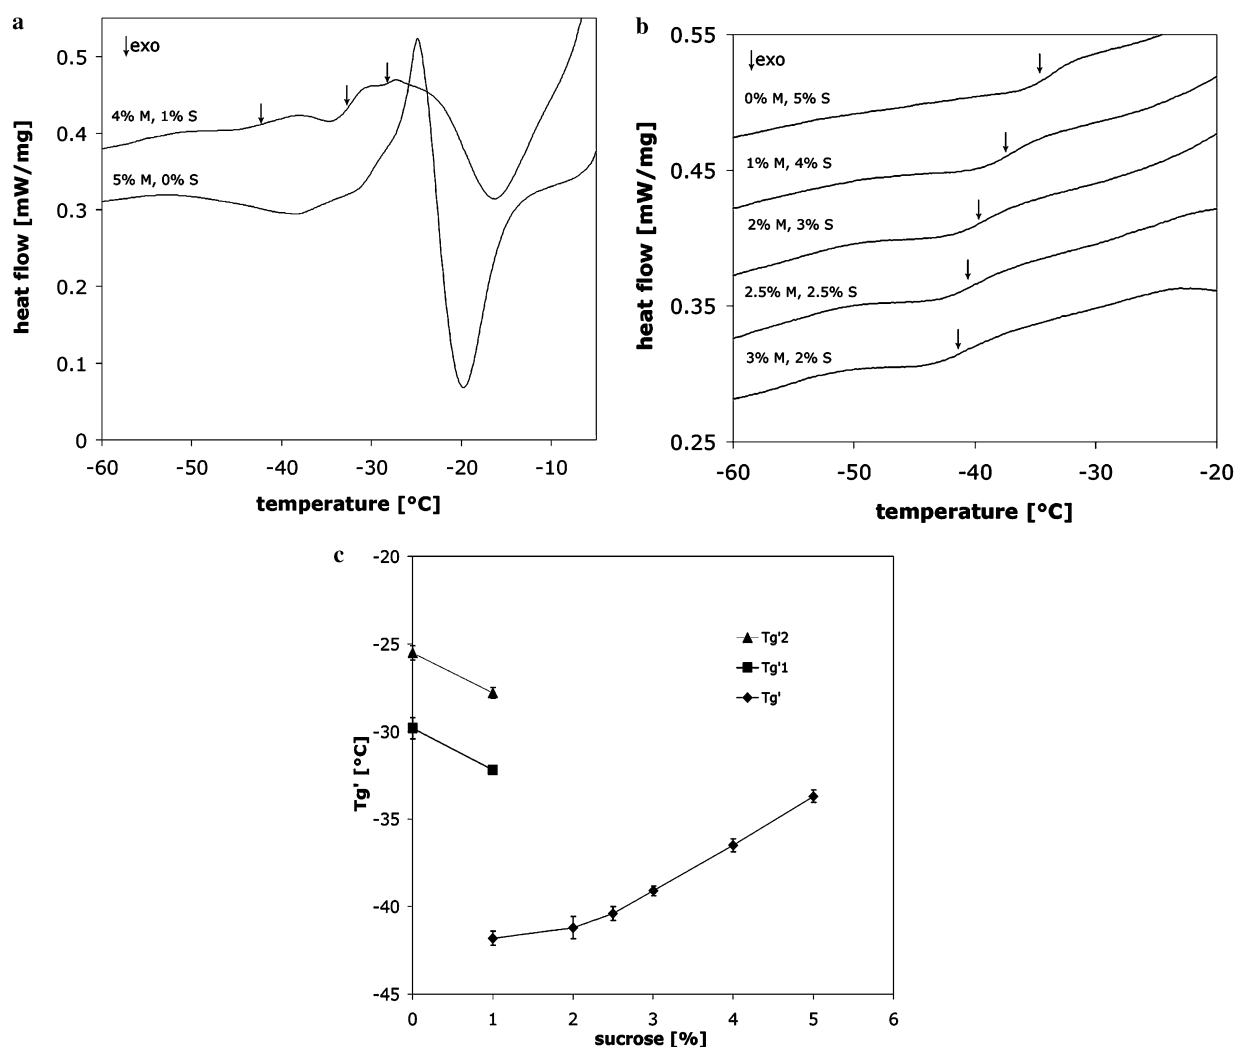 a
↓exo
4% M, 1% S
5% M, 0% S
heat flow [mW/mg]
0.5
0.4
0.3
0.2
0.1
0
-60 -50 -40 -30 -20 -10
temperature [°C]
b
↓exo
0% M, 5% S
1% M, 4% S
2% M, 3% S
2.5% M, 2.5% S
3% M, 2% S
heat flow [mW/mg]
0.55
0.45
0.35
0.25
-60 -50 -40 -30 -20
temperature [°C]
c
Tg'2
Tg'1
Tg'
Tg' [°C]
-20
-25
-30
-35
-40
-45
0 1 2 3 4 5 6
sucrose [%]